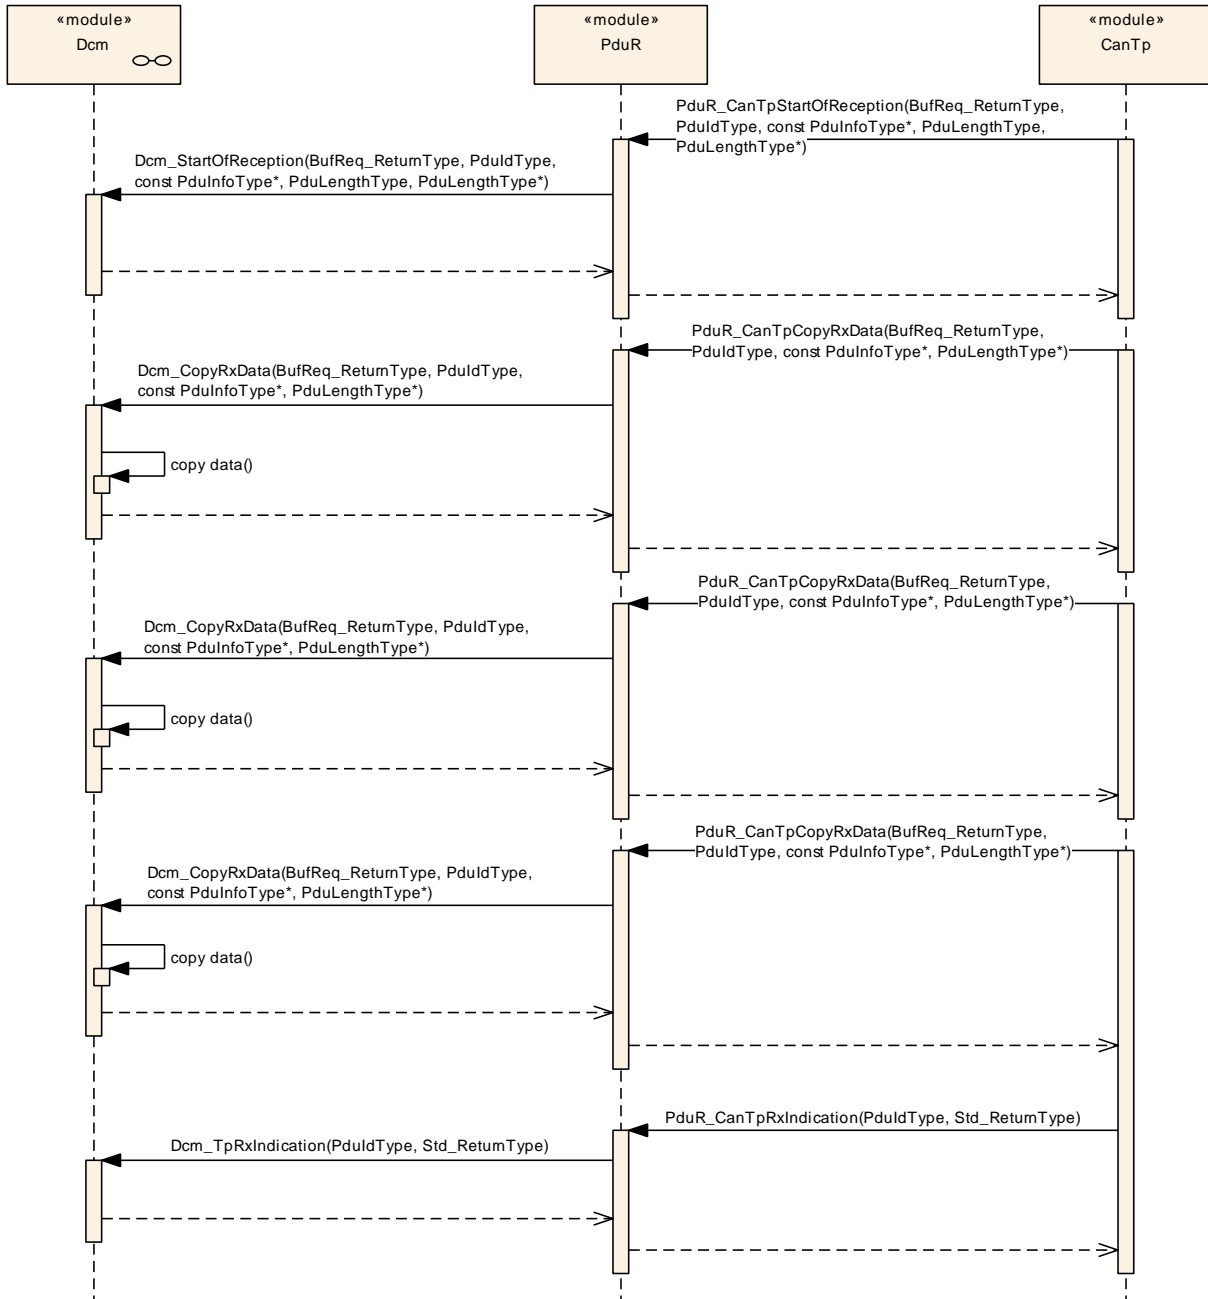 «module»
Dcm
«module»
PduR
«module»
CanTp
PduR_CanTpStartOfReception(BufReq_ReturnType,
PduIdType, const PduInfoType*, PduLengthType,
PduLengthType*)
Dcm_StartOfReception(BufReq_ReturnType, PduIdType,
const PduInfoType*, PduLengthType, PduLengthType*)
PduR_CanTpCopyRxData(BufReq_ReturnType,
PduIdType, const PduInfoType*, PduLengthType*)
Dcm_CopyRxData(BufReq_ReturnType, PduIdType,
const PduInfoType*, PduLengthType*)
copy data()
PduR_CanTpCopyRxData(BufReq_ReturnType,
PduIdType, const PduInfoType*, PduLengthType*)
Dcm_CopyRxData(BufReq_ReturnType, PduIdType,
const PduInfoType*, PduLengthType*)
copy data()
PduR_CanTpCopyRxData(BufReq_ReturnType,
PduIdType, const PduInfoType*, PduLengthType*)
Dcm_CopyRxData(BufReq_ReturnType, PduIdType,
const PduInfoType*, PduLengthType*)
copy data()
PduR_CanTpRxIndication(PduIdType, Std_ReturnType)
Dcm_TpRxIndication(PduIdType, Std_ReturnType)